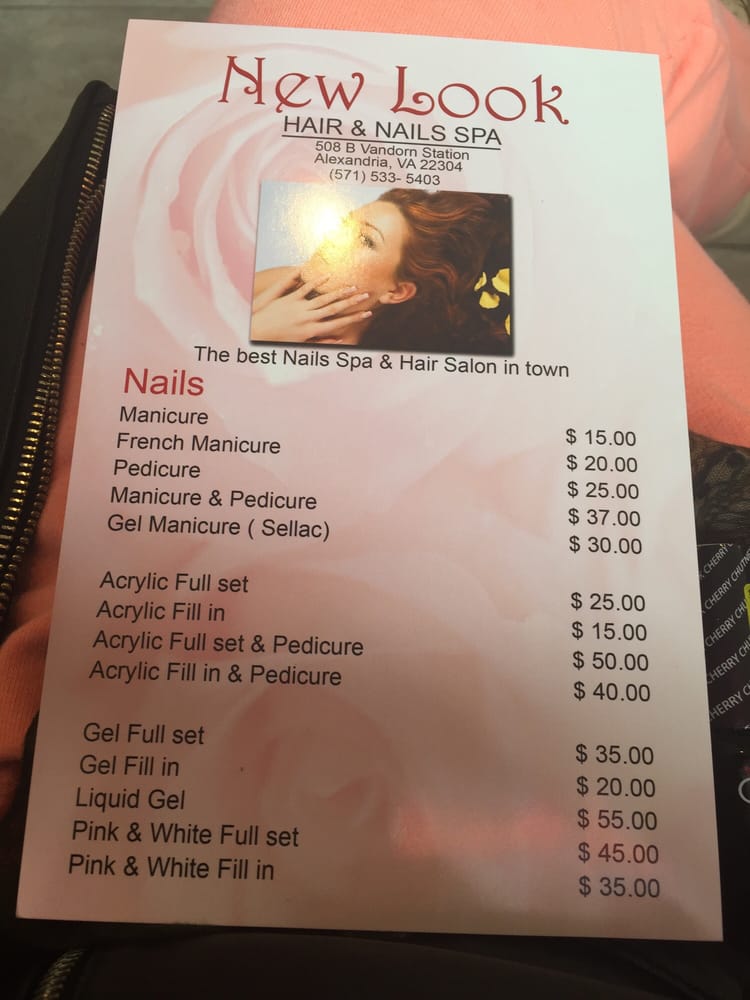 New Look
HAIR & NAILS SPA
508 B Vandorn Station
Alexandria, VA 22304
(571) 533- 5403
The best Nails Spa & Hair Salon in town
Nails
Manicure $ 15.00
French Manicure $ 20.00
Pedicure $ 25.00
Manicure & Pedicure $ 37.00
Gel Manicure ( Sellac) $ 30.00
Acrylic Full set $ 25.00
Acrylic Fill in $ 15.00
Acrylic Full set & Pedicure $ 50.00
Acrylic Fill in & Pedicure $ 40.00
Gel Full set $ 35.00
Gel Fill in $ 20.00
Liquid Gel $ 55.00
Pink & White Full set $ 45.00
Pink & White Fill in $ 35.00
CHERRY
CHERRY
CHERRY
CHERRY